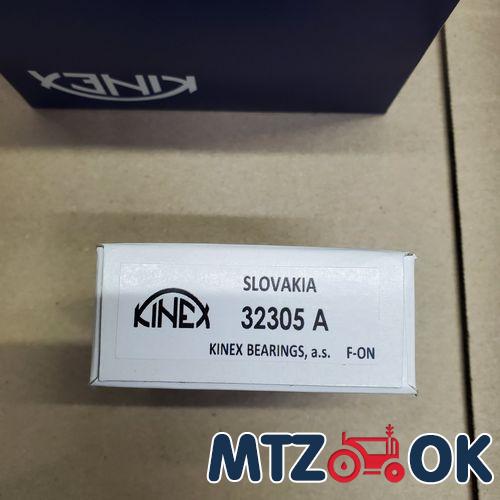 KINEX
SLOVAKIA
KINEX 32305 A
KINEX BEARINGS, a.s. F-ON
MTZ OK